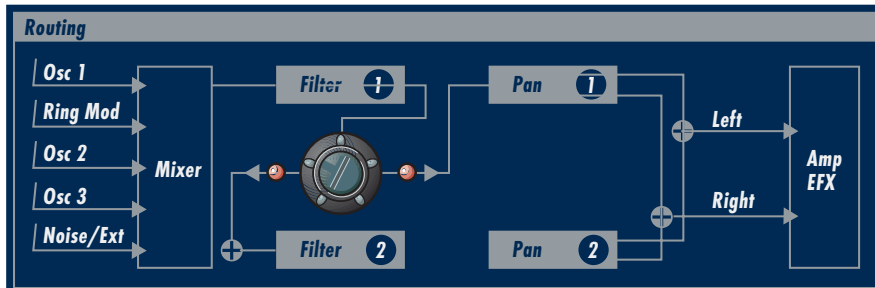 Routing
Osc 1
Ring Mod
Osc 2
Osc 3
Noise/Ext
Mixer
Filter 1
Filter 2
Pan 1
Pan 2
Left
Right
Amp
EFX